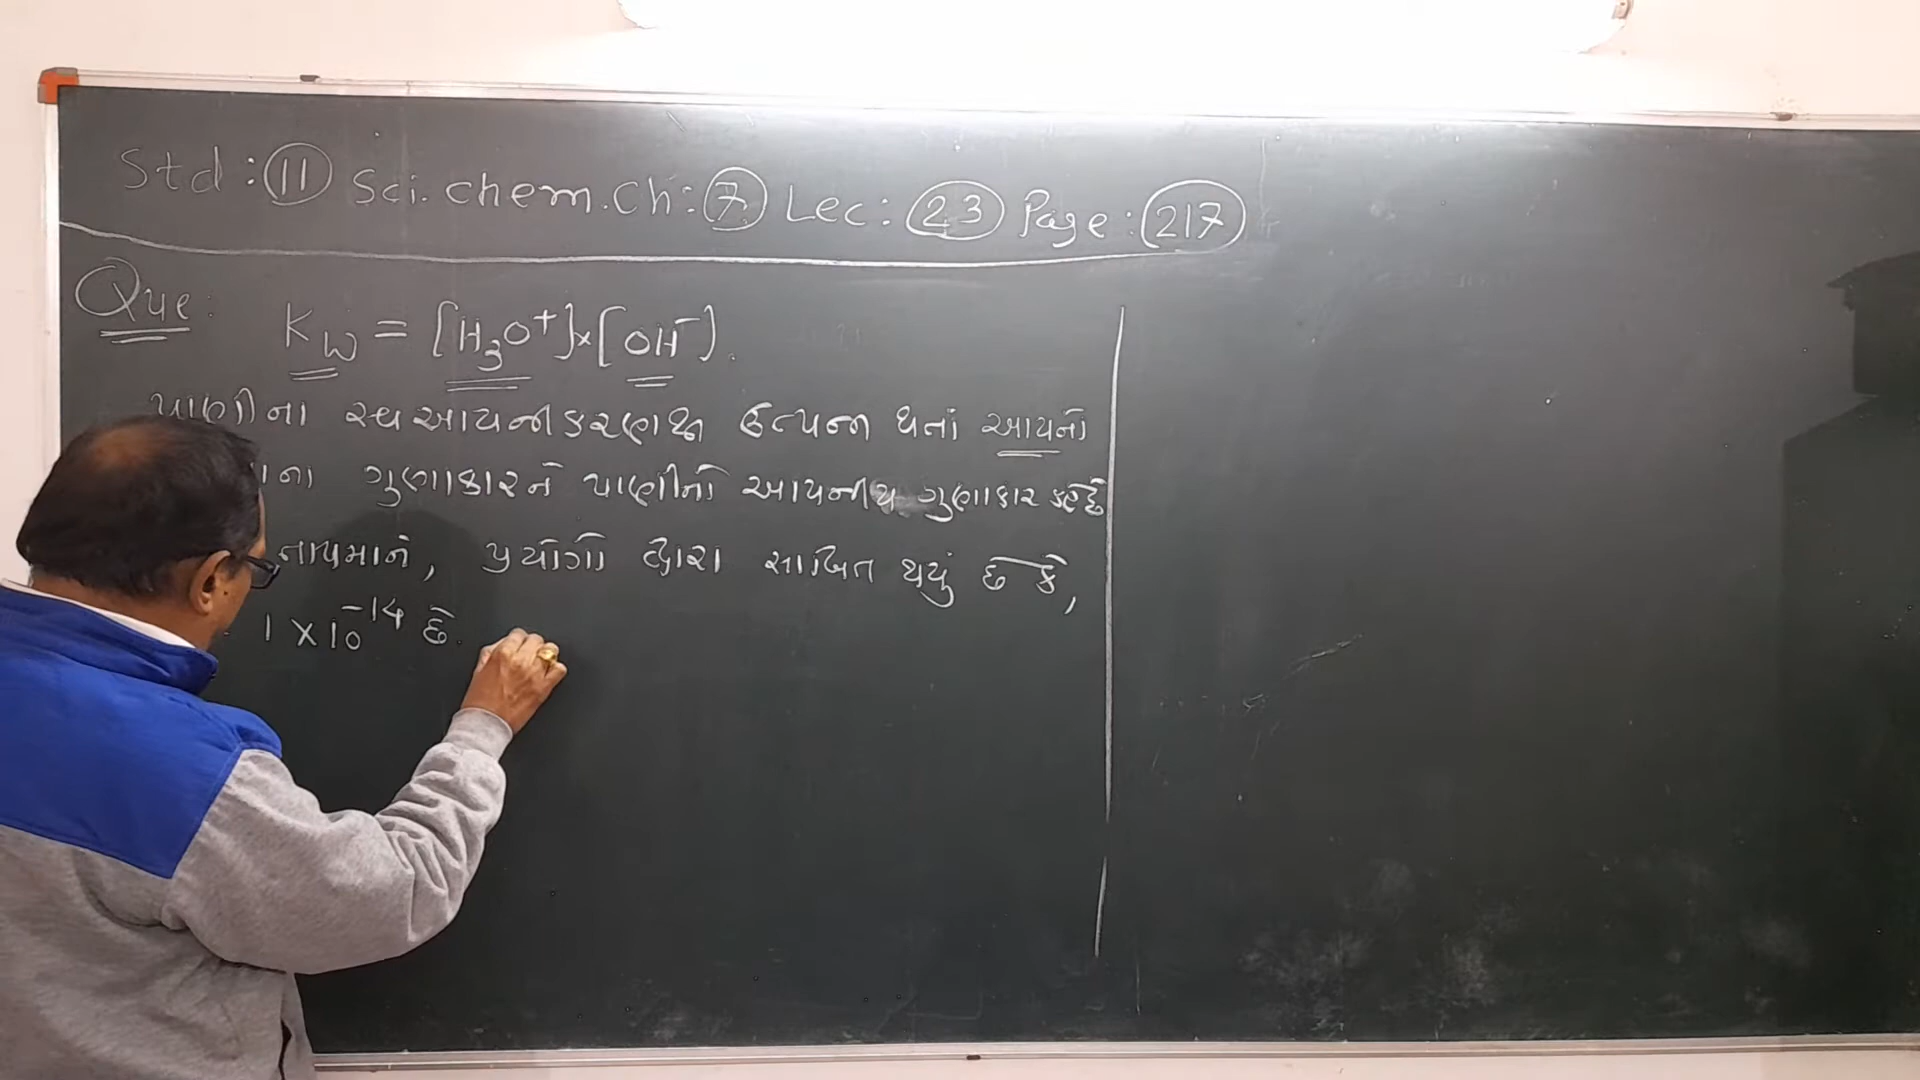 Std: 11 Sci. chem. Ch: 7 Lec: 23 Page: 217
Que: Kw = [H₃O⁺]×[OH⁻].
પાણીના સ્વઆયનીકરણથી ઉત્પન્ન થતાં આયનો
ના ગુણાકારને પાણીનો આયનીય ગુણાકાર કહે છે
તાપમાને, પ્રયોગો દ્વારા સાબિત થયું છે કે,
1 × 10⁻¹⁴ છે.